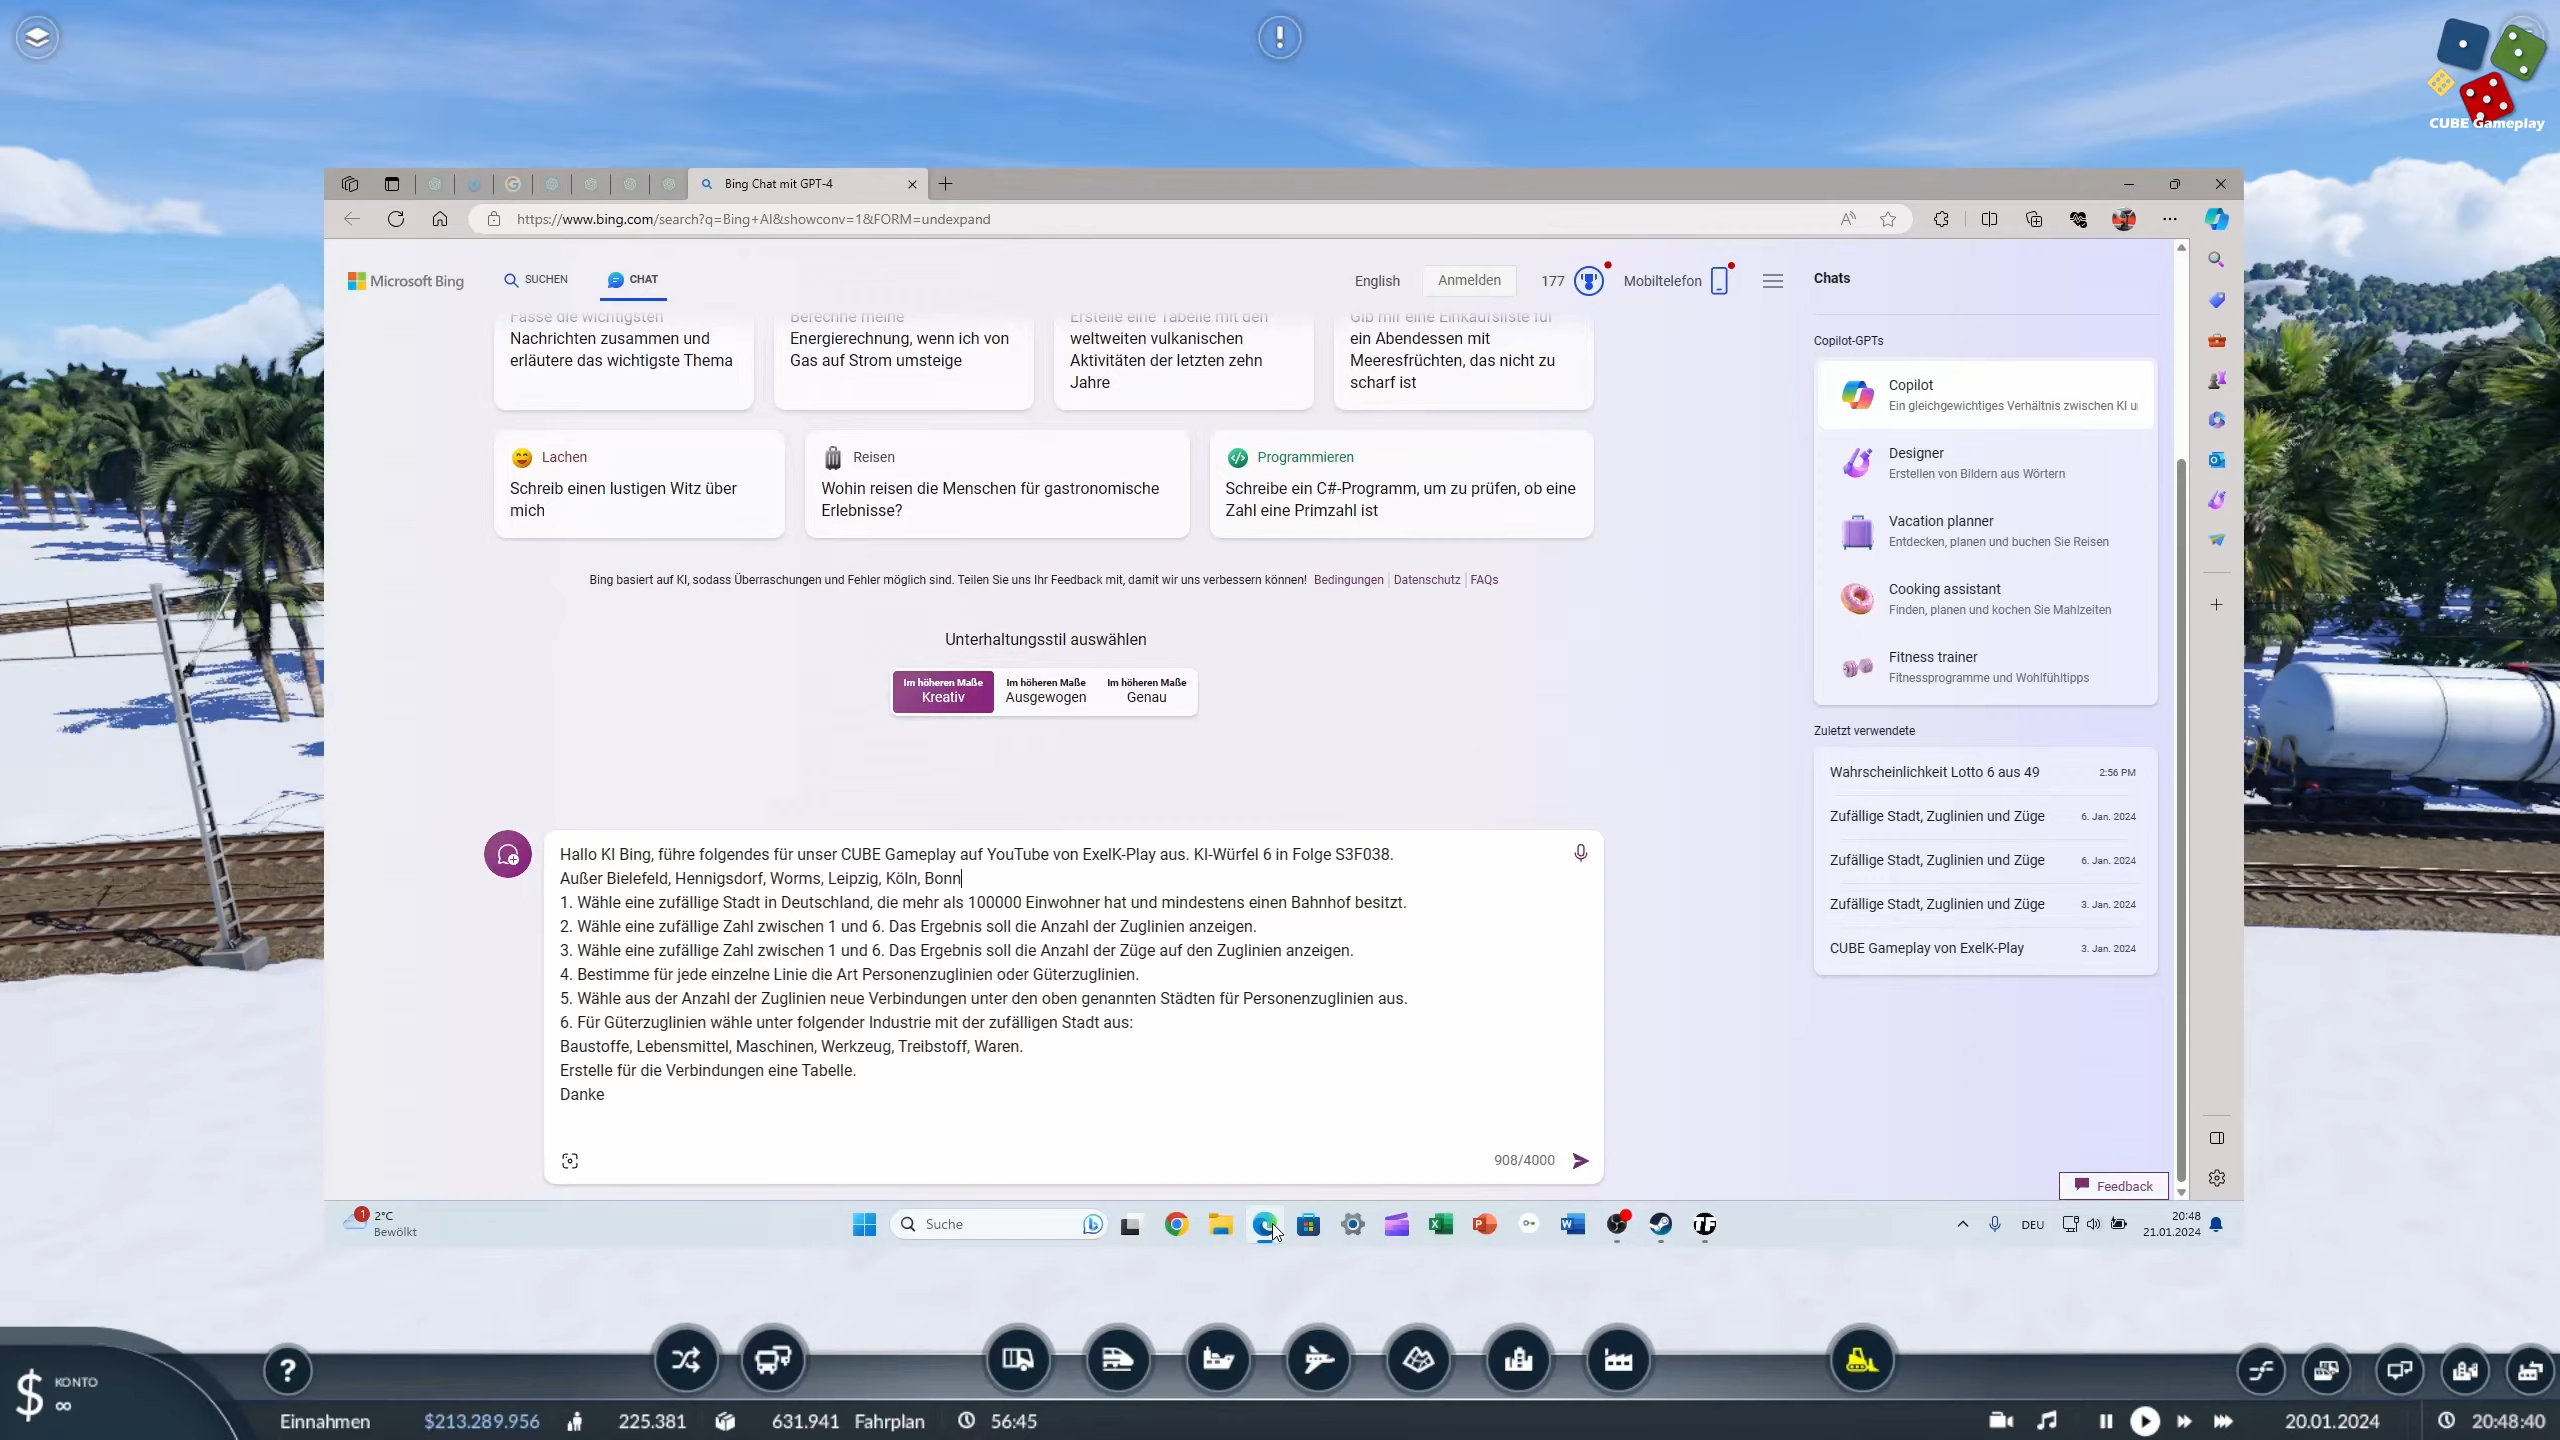 CUBE Gameplay
Bing Chat mit GPT-4
https://www.bing.com/search?q=Bing+AI&showconv=1&FORM=undexpand
Microsoft Bing
SUCHEN
CHAT
English
Anmelden
177
Mobiltelefon
Chats
Fasse die wichtigsten
Nachrichten zusammen und
erläutere das wichtigste Thema
Berechne meine
Energierechnung, wenn ich von
Gas auf Strom umsteige
Erstelle eine Tabelle mit den
weltweiten vulkanischen
Aktivitäten der letzten zehn
Jahre
Gib mir eine Einkaufsliste für
ein Abendessen mit
Meeresfrüchten, das nicht zu
scharf ist
Lachen
Schreib einen lustigen Witz über
mich
Reisen
Wohin reisen die Menschen für gastronomische
Erlebnisse?
Programmieren
Schreibe ein C#-Programm, um zu prüfen, ob eine
Zahl eine Primzahl ist
Bing basiert auf KI, sodass Überraschungen und Fehler möglich sind. Teilen Sie uns Ihr Feedback mit, damit wir uns verbessern können! Bedingungen | Datenschutz | FAQs
Unterhaltungsstil auswählen
Im höheren Maße
Kreativ
Im höheren Maße
Ausgewogen
Im höheren Maße
Genau
Hallo KI Bing, führe folgendes für unser CUBE Gameplay auf YouTube von ExelK-Play aus. KI-Würfel 6 in Folge S3F038.
Außer Bielefeld, Hennigsdorf, Worms, Leipzig, Köln, Bonn
1. Wähle eine zufällige Stadt in Deutschland, die mehr als 100000 Einwohner hat und mindestens einen Bahnhof besitzt.
2. Wähle eine zufällige Zahl zwischen 1 und 6. Das Ergebnis soll die Anzahl der Zuglinien anzeigen.
3. Wähle eine zufällige Zahl zwischen 1 und 6. Das Ergebnis soll die Anzahl der Züge auf den Zuglinien anzeigen.
4. Bestimme für jede einzelne Linie die Art Personenzuglinien oder Güterzuglinien.
5. Wähle aus der Anzahl der Zuglinien neue Verbindungen unter den oben genannten Städten für Personenzuglinien aus.
6. Für Güterzuglinien wähle unter folgender Industrie mit der zufälligen Stadt aus:
Baustoffe, Lebensmittel, Maschinen, Werkzeug, Treibstoff, Waren.
Erstelle für die Verbindungen eine Tabelle.
Danke
908/4000
Copilot-GPTs
Copilot
Ein gleichgewichtiges Verhältnis zwischen KI u
Designer
Erstellen von Bildern aus Wörtern
Vacation planner
Entdecken, planen und buchen Sie Reisen
Cooking assistant
Finden, planen und kochen Sie Mahlzeiten
Fitness trainer
Fitnessprogramme und Wohlfühltipps
Zuletzt verwendete
Wahrscheinlichkeit Lotto 6 aus 49 2:56 PM
Zufällige Stadt, Zuglinien und Züge 6. Jan. 2024
Zufällige Stadt, Zuglinien und Züge 6. Jan. 2024
Zufällige Stadt, Zuglinien und Züge 3. Jan. 2024
CUBE Gameplay von ExelK-Play 3. Jan. 2024
Feedback
1
2°C
Bewölkt
Suche
DEU
20:48
21.01.2024
$ KONTO
∞
?
Einnahmen $213.289.956 225.381 631.941 Fahrplan 56:45
20.01.2024 20:48:40